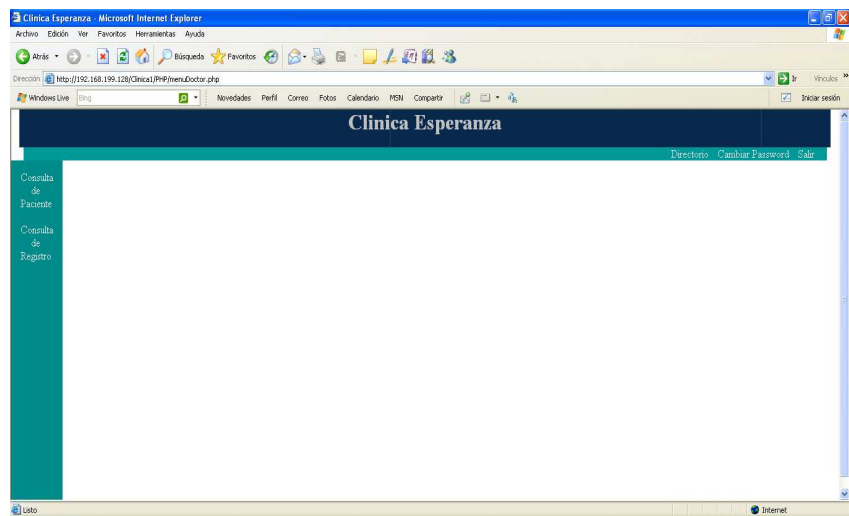 Clinica Esperanza - Microsoft Internet Explorer
Archivo Edición Ver Favoritos Herramientas Ayuda
Atrás Búsqueda Favoritos
Dirección http://192.168.199.128/Clinica1/PHP/menuDoctor.php Ir Vínculos »
Windows Live Bing Novedades Perfil Correo Fotos Calendario MSN Compartir Iniciar sesión
Clinica Esperanza
Directorio Cambiar Password Salir
Consulta
de
Paciente
Consulta
de
Registro
Listo Internet